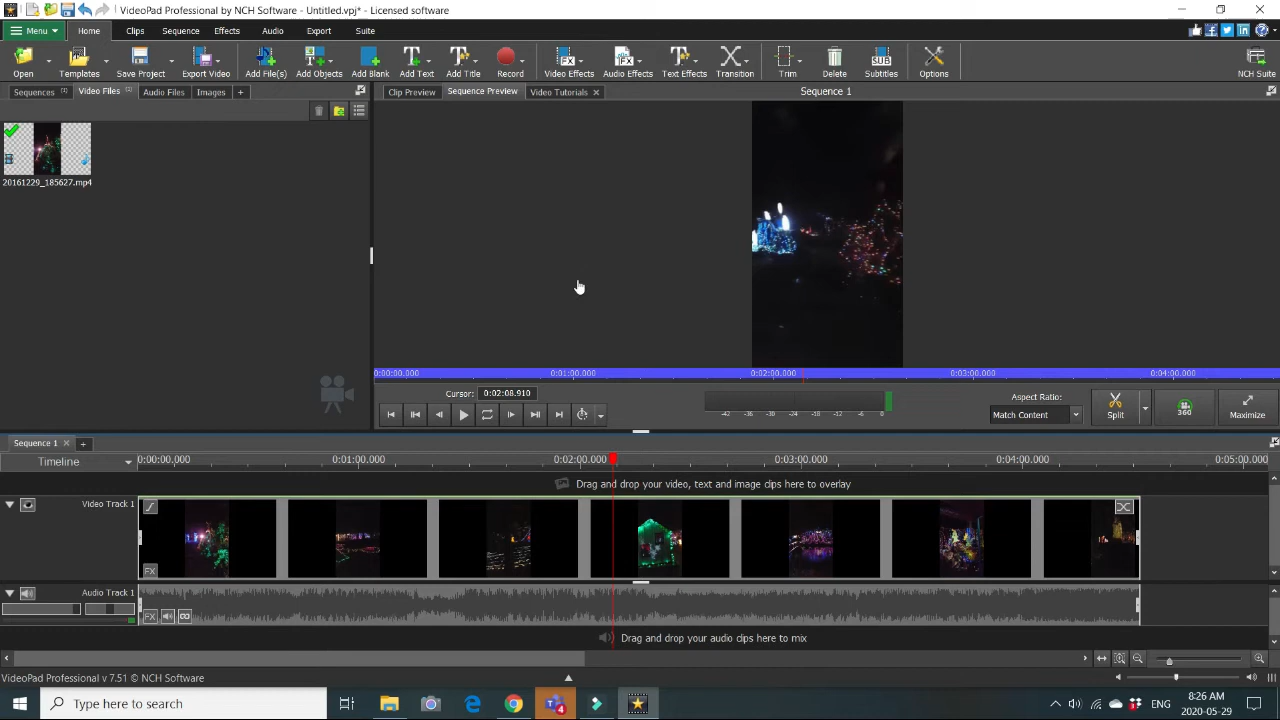 VideoPad Professional by NCH Software - Untitled.vpj* - Licensed software
Menu Home Clips Sequence Effects Audio Export Suite
Open Templates Save Project Export Video Add File(s) Add Objects Add Blank Add Text Add Title Record Video Effects Audio Effects Text Effects Transition Trim Delete Subtitles Options NCH Suite
Sequences (1) Video Files Audio Files Images + Clip Preview Sequence Preview Video Tutorials Sequence 1
20161229_185627.mp4
0:00:00.000 0:01:00.000 0:02:00.000 0:03:00.000 0:04:00.000
Cursor: 0:02:08.910
-42 -36 -30 -24 -18 -12 -6 0
Aspect Ratio:
Match Content
Split
360
Maximize
Sequence 1
Timeline 0:00:00.000 0:01:00.000 0:02:00.000 0:03:00.000 0:04:00.000 0:05:00.000
Drag and drop your video, text and image clips here to overlay
Video Track 1
FX
Audio Track 1
FX
Drag and drop your audio clips here to mix
VideoPad Professional v 7.51 © NCH Software
Type here to search
4
ENG
8:26 AM
2020-05-29